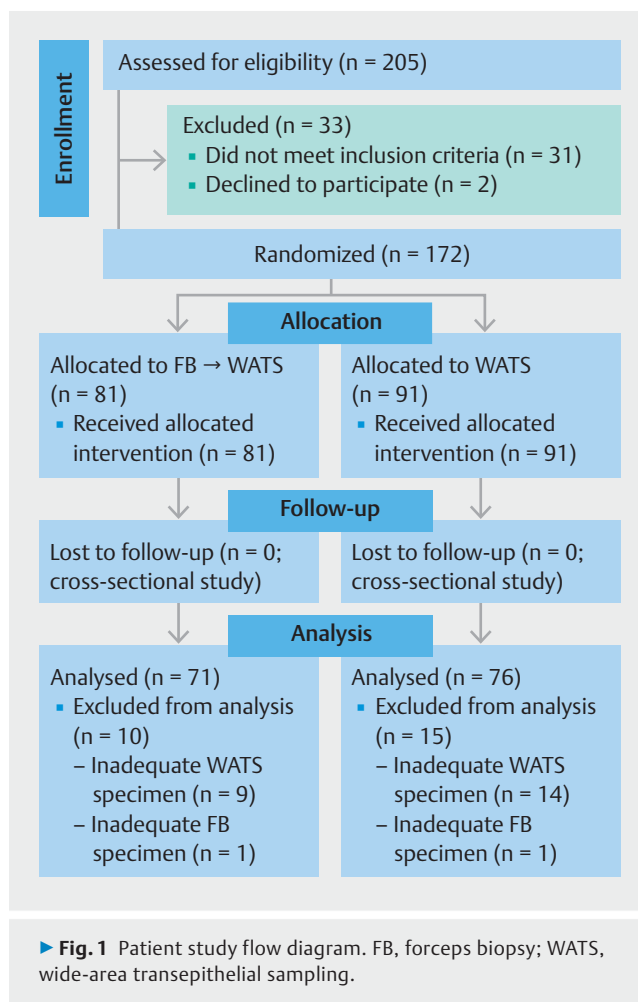 Enrollment
Assessed for eligibility (n = 205)
Excluded (n = 33)
▪ Did not meet inclusion criteria (n = 31)
▪ Declined to participate (n = 2)
Randomized (n = 172)
Allocation
Allocated to FB → WATS
(n = 81)
▪ Received allocated
intervention (n = 81)
Allocated to WATS
(n = 91)
▪ Received allocated
intervention (n = 91)
Follow-up
Lost to follow-up (n = 0;
cross-sectional study)
Lost to follow-up (n = 0;
cross-sectional study)
Analysis
Analysed (n = 71)
▪ Excluded from analysis
(n = 10)
– Inadequate WATS
specimen (n = 9)
– Inadequate FB
specimen (n = 1)
Analysed (n = 76)
▪ Excluded from analysis
(n = 15)
– Inadequate WATS
specimen (n = 14)
– Inadequate FB
specimen (n = 1)
▶ Fig. 1 Patient study flow diagram. FB, forceps biopsy; WATS,
wide-area transepithelial sampling.